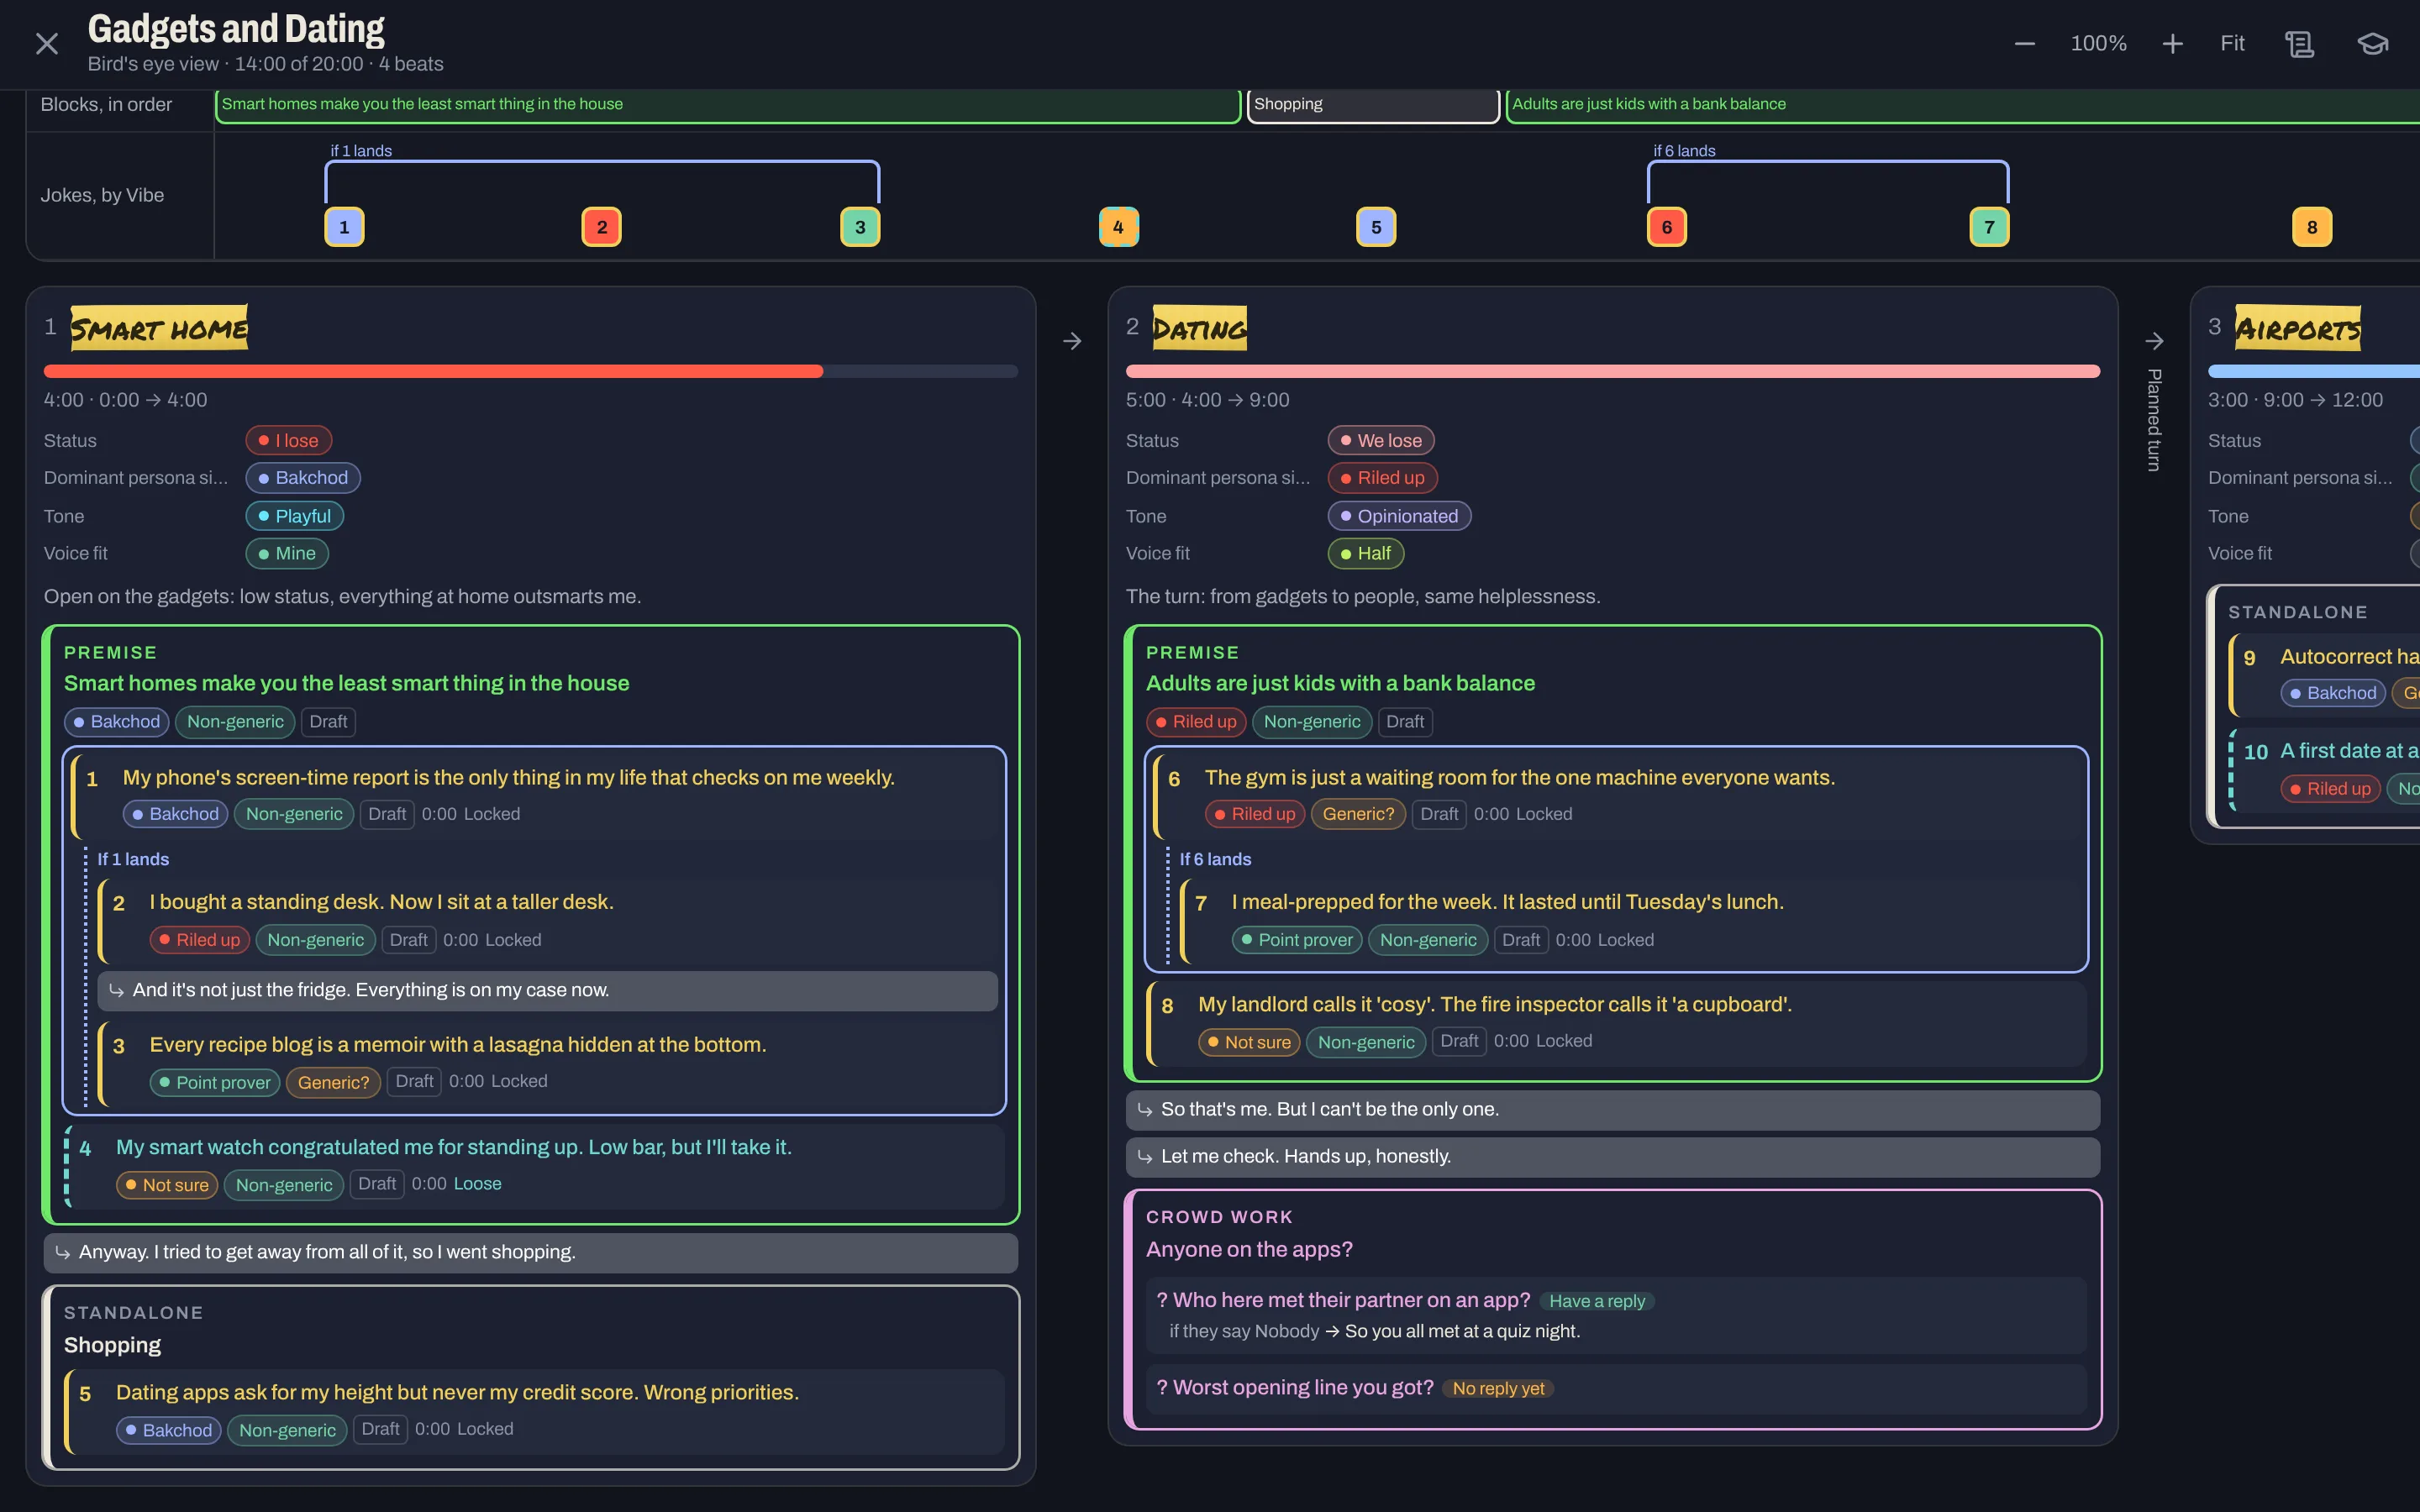 Gadgets and Dating
Bird's eye view · 14:00 of 20:00 · 4 beats
100%
Fit
Blocks, in order
Smart homes make you the least smart thing in the house
Shopping
Adults are just kids with a bank balance
Jokes, by Vibe
if 1 lands
if 6 lands
1 2 3 4 5 6 7 8
1 Smart home
4:00 · 0:00 → 4:00
Status I lose
Dominant persona si... Bakchod
Tone Playful
Voice fit Mine
Open on the gadgets: low status, everything at home outsmarts me.
PREMISE
Smart homes make you the least smart thing in the house
Bakchod Non-generic Draft
1 My phone's screen-time report is the only thing in my life that checks on me weekly.
Bakchod Non-generic Draft 0:00 Locked
If 1 lands
2 I bought a standing desk. Now I sit at a taller desk.
Riled up Non-generic Draft 0:00 Locked
↳ And it's not just the fridge. Everything is on my case now.
3 Every recipe blog is a memoir with a lasagna hidden at the bottom.
Point prover Generic? Draft 0:00 Locked
4 My smart watch congratulated me for standing up. Low bar, but I'll take it.
Not sure Non-generic Draft 0:00 Loose
↳ Anyway. I tried to get away from all of it, so I went shopping.
STANDALONE
Shopping
5 Dating apps ask for my height but never my credit score. Wrong priorities.
Bakchod Non-generic Draft 0:00 Locked
2 Dating
5:00 · 4:00 → 9:00
Status We lose
Dominant persona si... Riled up
Tone Opinionated
Voice fit Half
The turn: from gadgets to people, same helplessness.
PREMISE
Adults are just kids with a bank balance
Riled up Non-generic Draft
6 The gym is just a waiting room for the one machine everyone wants.
Riled up Generic? Draft 0:00 Locked
If 6 lands
7 I meal-prepped for the week. It lasted until Tuesday's lunch.
Point prover Non-generic Draft 0:00 Locked
8 My landlord calls it 'cosy'. The fire inspector calls it 'a cupboard'.
Not sure Non-generic Draft 0:00 Locked
↳ So that's me. But I can't be the only one.
↳ Let me check. Hands up, honestly.
CROWD WORK
Anyone on the apps?
? Who here met their partner on an app? Have a reply
if they say Nobody → So you all met at a quiz night.
? Worst opening line you got? No reply yet
Planned turn
3 Airports
3:00 · 9:00 → 12:00
Status
Dominant persona si...
Tone
Voice fit
STANDALONE
9 Autocorrect ha
Bakchod
10 A first date at a
Riled up